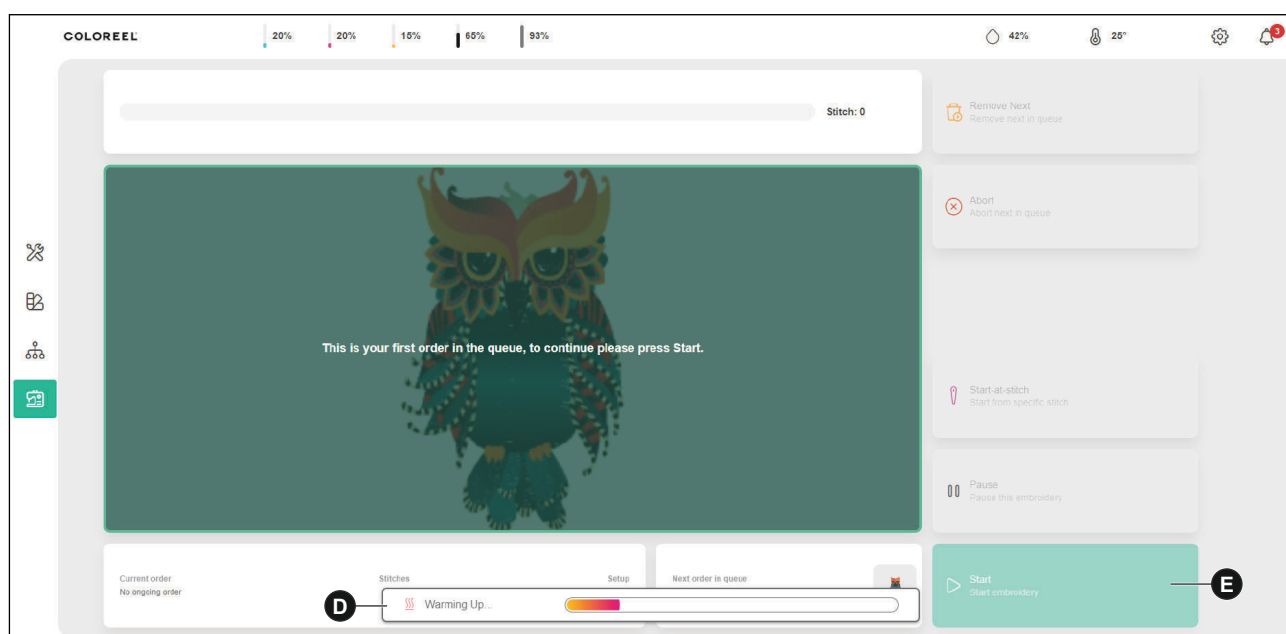 COLOREEL
20%
20%
15%
65%
93%
42%
25°
3
Stitch: 0
Remove Next
Remove next in queue
Abort
Abort next in queue
This is your first order in the queue, to continue please press Start.
Start-at-stitch
Start from specific stitch
Pause
Pause this embroidery
Current order
No ongoing order
Stitches
Setup
Next order in queue
D
Warming Up...
Start
Start embroidery
E